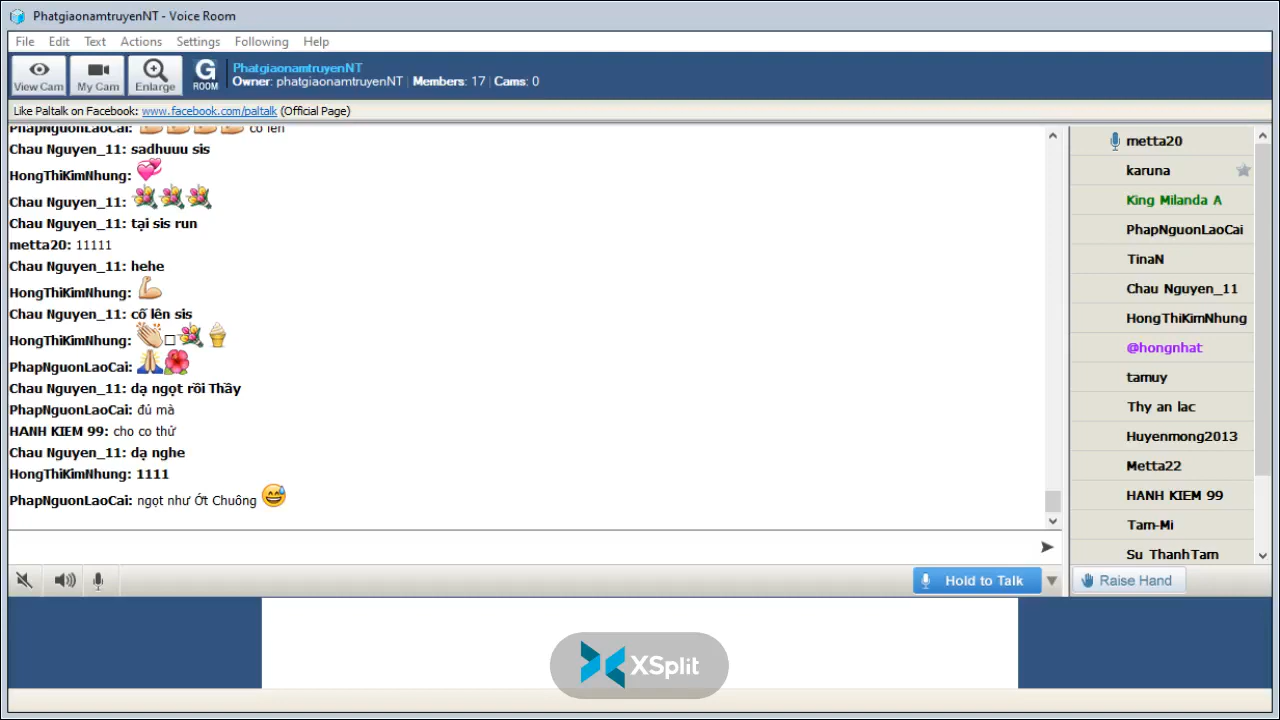 PhatgiaonamtruyenNT - Voice Room
File Edit Text Actions Settings Following Help
View Cam My Cam Enlarge G ROOM PhatgiaonamtruyenNT
Owner: phatgiaonamtruyenNT | Members: 17 | Cams: 0
Like Paltalk on Facebook: www.facebook.com/paltalk (Official Page)
PhapNguonLaoCai: cố lên
Chau Nguyen_11: sadhuuu sis
HongThiKimNhung:
Chau Nguyen_11:
Chau Nguyen_11: tại sis run
metta20: 11111
Chau Nguyen_11: hehe
HongThiKimNhung:
Chau Nguyen_11: cố lên sis
HongThiKimNhung:
PhapNguonLaoCai:
Chau Nguyen_11: dạ ngọt rồi Thầy
PhapNguonLaoCai: đủ mà
HANH KIEM 99: cho co thử
Chau Nguyen_11: dạ nghe
HongThiKimNhung: 1111
PhapNguonLaoCai: ngọt như Ớt Chuông
metta20
karuna
King Milanda A
PhapNguonLaoCai
TinaN
Chau Nguyen_11
HongThiKimNhung
@hongnhat
tamuy
Thy an lac
Huyenmong2013
Metta22
HANH KIEM 99
Tam-Mi
Su ThanhTam
Hold to Talk
Raise Hand
XSplit